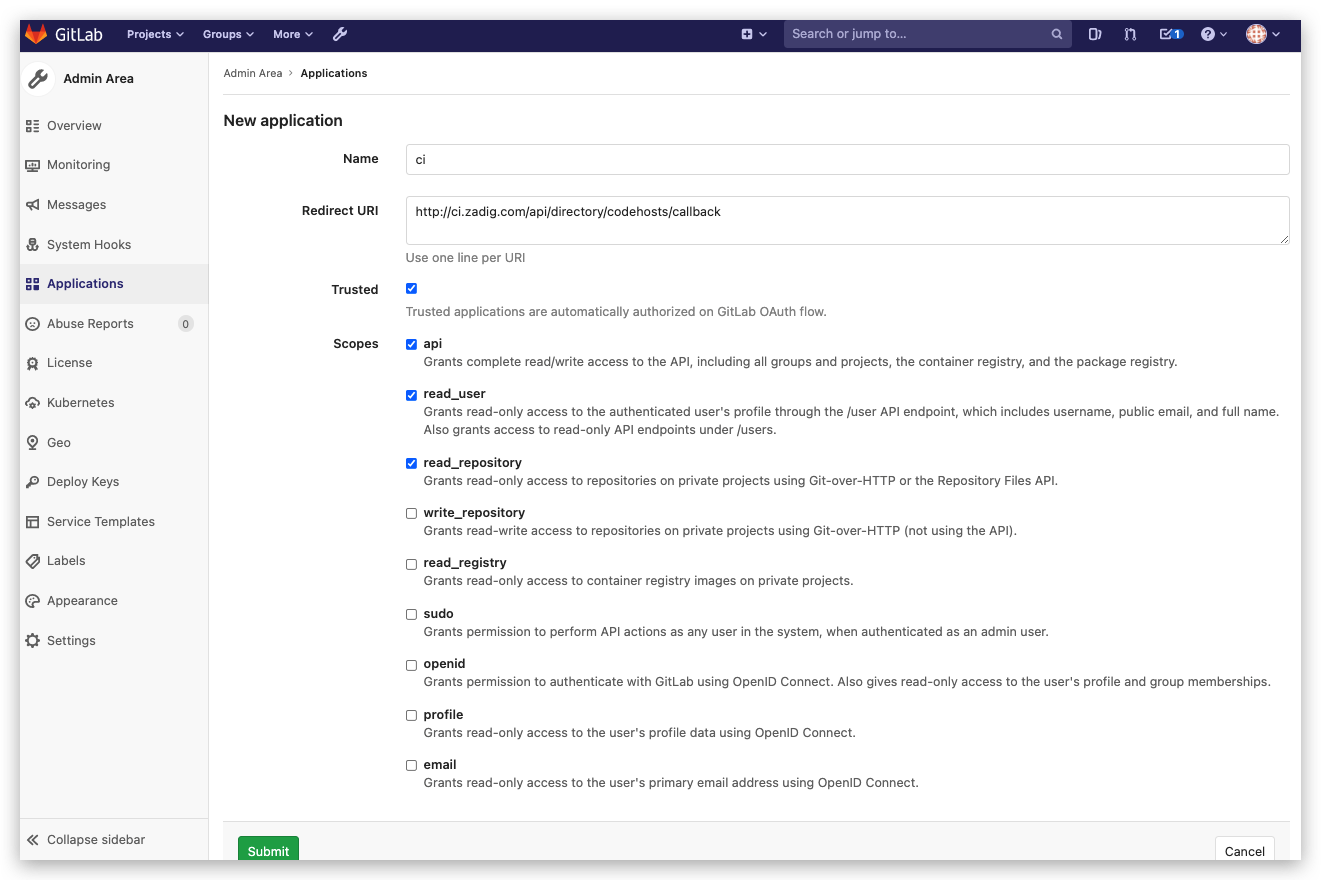 GitLab Projects Groups More Search or jump to... 1
Admin Area
Overview
Monitoring
Messages
System Hooks
Applications
Abuse Reports 0
License
Kubernetes
Geo
Deploy Keys
Service Templates
Labels
Appearance
Settings
Collapse sidebar
Admin Area › Applications
New application
Name ci
Redirect URI http://ci.zadig.com/api/directory/codehosts/callback
Use one line per URI
Trusted
Trusted applications are automatically authorized on GitLab OAuth flow.
Scopes api
Grants complete read/write access to the API, including all groups and projects, the container registry, and the package registry.
read_user
Grants read-only access to the authenticated user's profile through the /user API endpoint, which includes username, public email, and full name.
Also grants access to read-only API endpoints under /users.
read_repository
Grants read-only access to repositories on private projects using Git-over-HTTP or the Repository Files API.
write_repository
Grants read-write access to repositories on private projects using Git-over-HTTP (not using the API).
read_registry
Grants read-only access to container registry images on private projects.
sudo
Grants permission to perform API actions as any user in the system, when authenticated as an admin user.
openid
Grants permission to authenticate with GitLab using OpenID Connect. Also gives read-only access to the user's profile and group memberships.
profile
Grants read-only access to the user's profile data using OpenID Connect.
email
Grants read-only access to the user's primary email address using OpenID Connect.
Submit Cancel